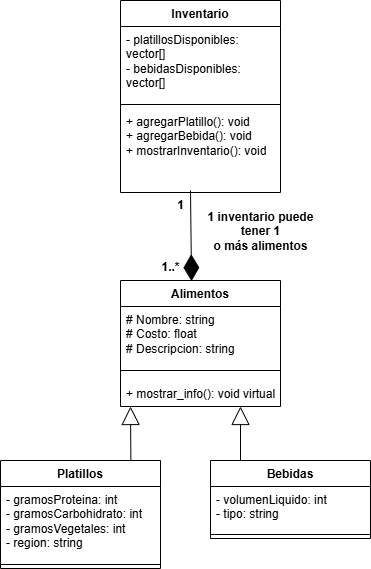 Inventario
- platillosDisponibles:
vector[]
- bebidasDisponibles:
vector[]
+ agregarPlatillo(): void
+ agregarBebida(): void
+ mostrarInventario(): void
1
1 inventario puede
tener 1
o más alimentos
1..*
Alimentos
# Nombre: string
# Costo: float
# Descripcion: string
+ mostrar_info(): void virtual
Platillos
- gramosProteina: int
- gramosCarbohidrato: int
- gramosVegetales: int
- region: string
Bebidas
- volumenLiquido: int
- tipo: string